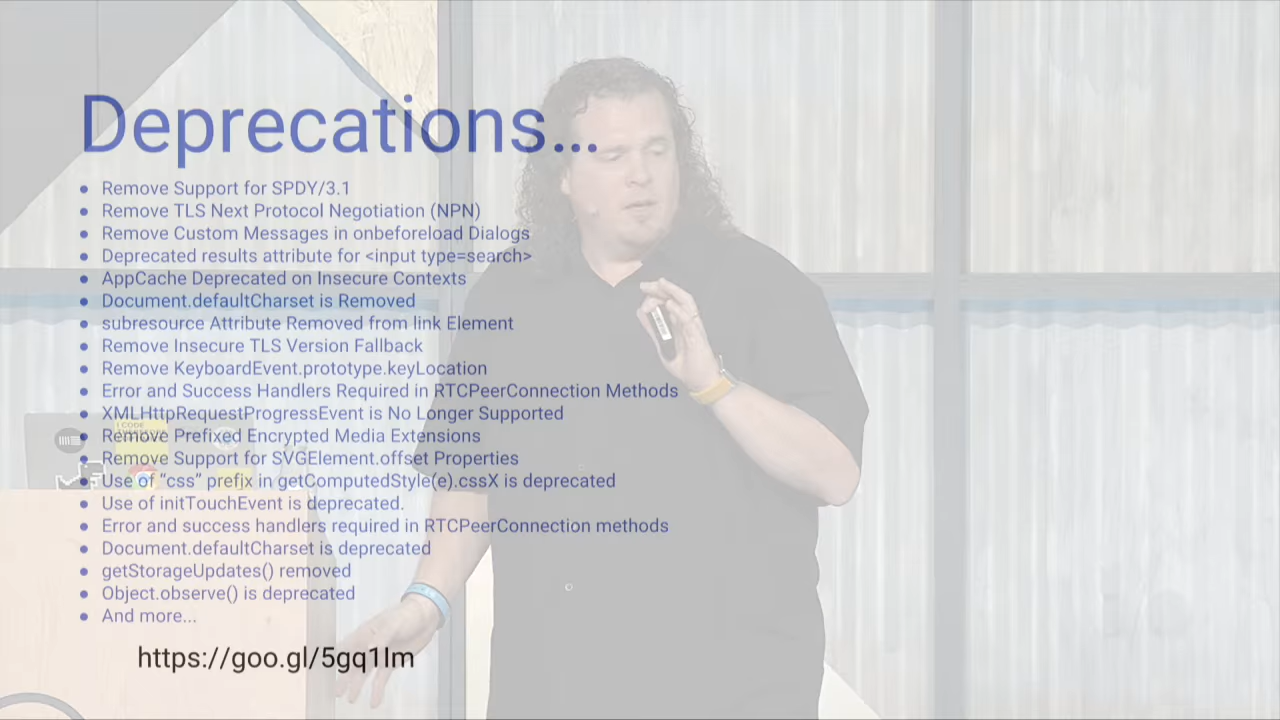 Deprecations...
● Remove Support for SPDY/3.1
● Remove TLS Next Protocol Negotiation (NPN)
● Remove Custom Messages in onbeforeload Dialogs
● Deprecated results attribute for <input type=search>
● AppCache Deprecated on Insecure Contexts
● Document.defaultCharset is Removed
● subresource Attribute Removed from link Element
● Remove Insecure TLS Version Fallback
● Remove KeyboardEvent.prototype.keyLocation
● Error and Success Handlers Required in RTCPeerConnection Methods
● XMLHttpRequestProgressEvent is No Longer Supported
● Remove Prefixed Encrypted Media Extensions
● Remove Support for SVGElement.offset Properties
● Use of “css” prefix in getComputedStyle(e).cssX is deprecated
● Use of initTouchEvent is deprecated.
● Error and success handlers required in RTCPeerConnection methods
● Document.defaultCharset is deprecated
● getStorageUpdates() removed
● Object.observe() is deprecated
● And more...
https://goo.gl/5gq1Im
I CODE